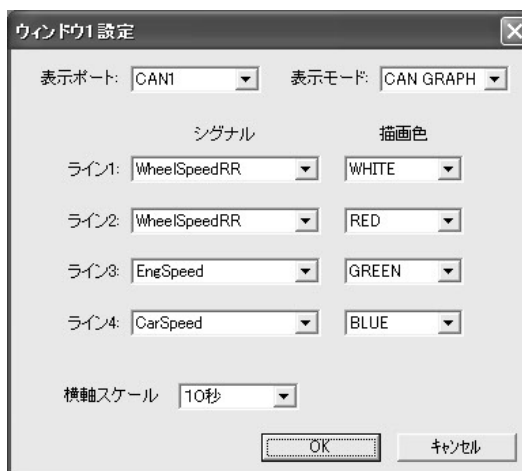 ウィンドウ1設定
表示ポート: CAN1 表示モード: CAN GRAPH
シグナル 描画色
ライン1: WheelSpeedRR WHITE
ライン2: WheelSpeedRR RED
ライン3: EngSpeed GREEN
ライン4: CarSpeed BLUE
横軸スケール 10秒
OK キャンセル